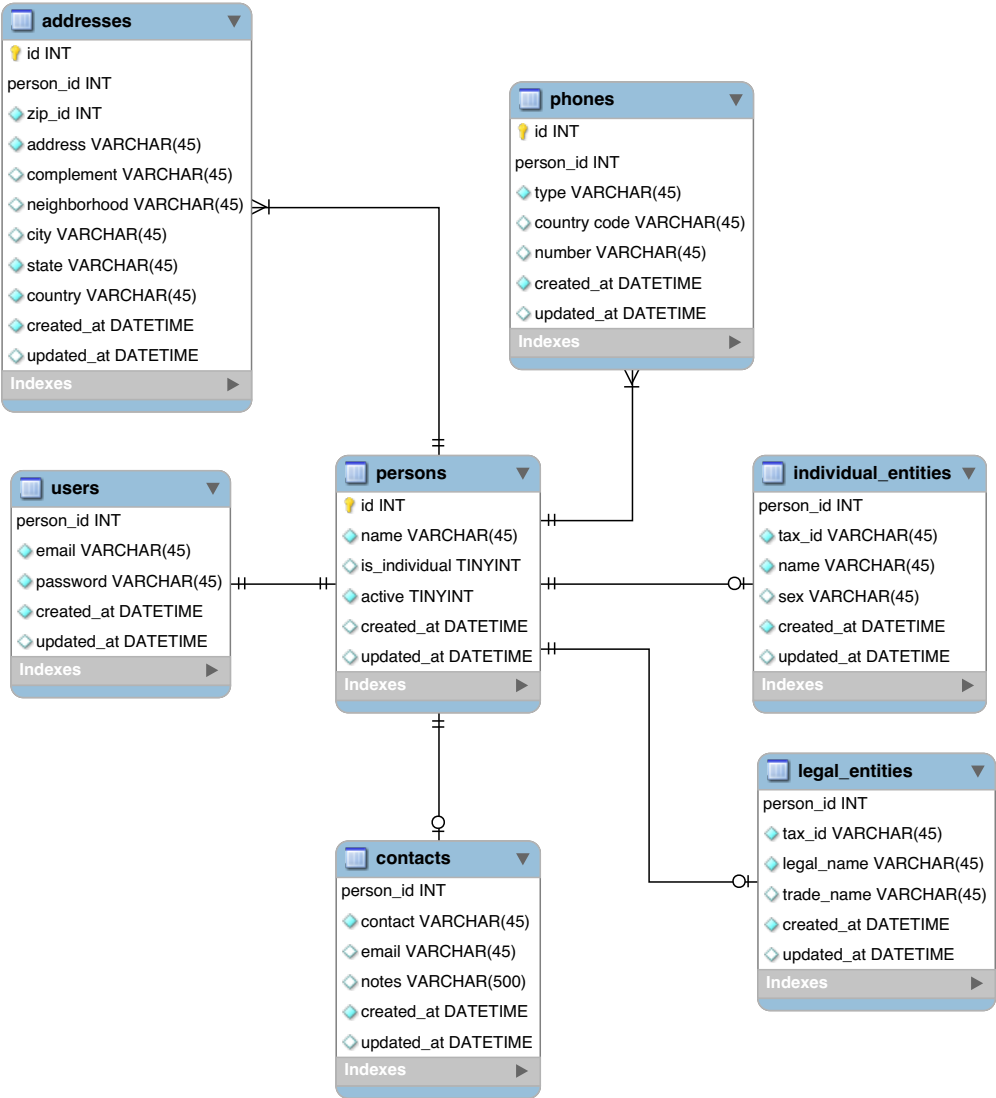 addresses
id INT
person_id INT
zip_id INT
address VARCHAR(45)
complement VARCHAR(45)
neighborhood VARCHAR(45)
city VARCHAR(45)
state VARCHAR(45)
country VARCHAR(45)
created_at DATETIME
updated_at DATETIME
Indexes
phones
id INT
person_id INT
type VARCHAR(45)
country code VARCHAR(45)
number VARCHAR(45)
created_at DATETIME
updated_at DATETIME
Indexes
users
person_id INT
email VARCHAR(45)
password VARCHAR(45)
created_at DATETIME
updated_at DATETIME
Indexes
persons
id INT
name VARCHAR(45)
is_individual TINYINT
active TINYINT
created_at DATETIME
updated_at DATETIME
Indexes
individual_entities
person_id INT
tax_id VARCHAR(45)
name VARCHAR(45)
sex VARCHAR(45)
created_at DATETIME
updated_at DATETIME
Indexes
legal_entities
person_id INT
tax_id VARCHAR(45)
legal_name VARCHAR(45)
trade_name VARCHAR(45)
created_at DATETIME
updated_at DATETIME
Indexes
contacts
person_id INT
contact VARCHAR(45)
email VARCHAR(45)
notes VARCHAR(500)
created_at DATETIME
updated_at DATETIME
Indexes